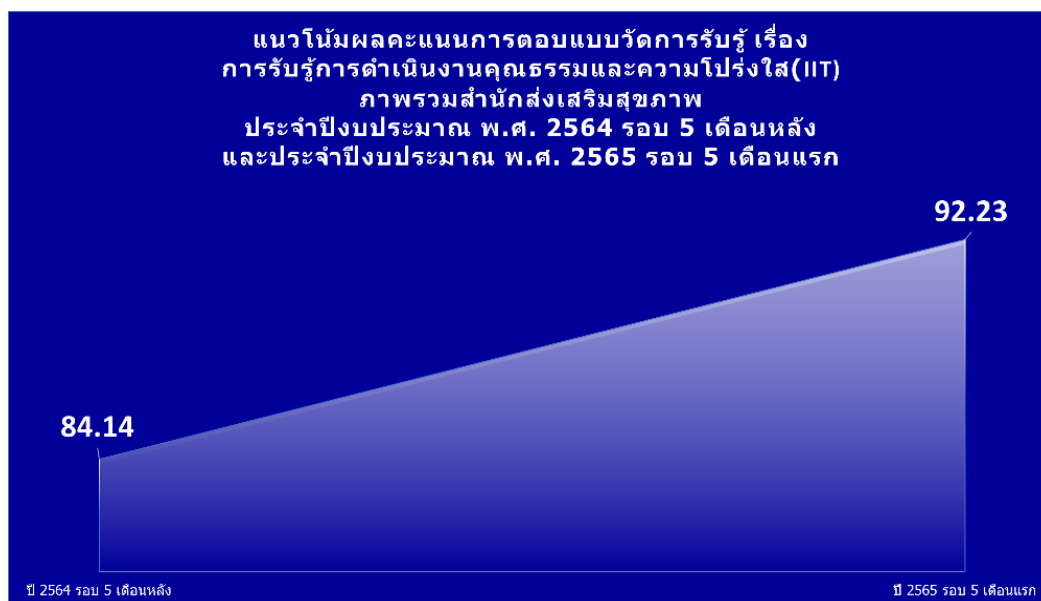 แนวโน้มผลคะแนนการตอบแบบวัดการรับรู้ เรื่อง
การรับรู้การดำเนินงานคุณธรรมและความโปร่งใส(IIT)
ภาพรวมสำนักส่งเสริมสุขภาพ
ประจำปีงบประมาณ พ.ศ. 2564 รอบ 5 เดือนหลัง
และประจำปีงบประมาณ พ.ศ. 2565 รอบ 5 เดือนแรก
92.23
84.14
ปี 2564 รอบ 5 เดือนหลัง
ปี 2565 รอบ 5 เดือนแรก